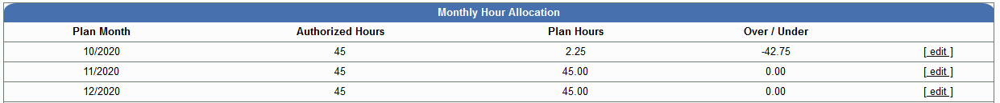 Monthly Hour Allocation
Plan Month Authorized Hours Plan Hours Over / Under
10/2020 45 2.25 -42.75 [ edit ]
11/2020 45 45.00 0.00 [ edit ]
12/2020 45 45.00 0.00 [ edit ]